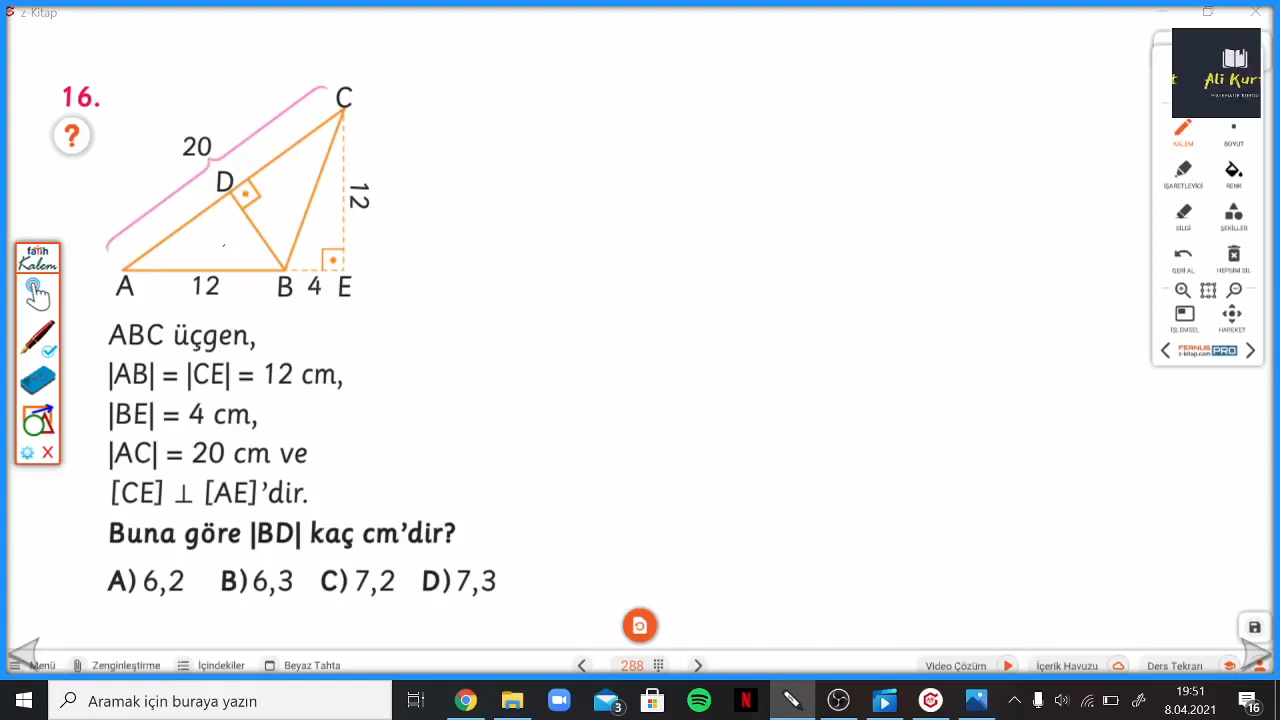 z-Kitap
16.
?
20
C
D
12
A
12
B
4
E
ABC üçgen,
|AB| = |CE| = 12 cm,
|BE| = 4 cm,
|AC| = 20 cm ve
[CE] ⊥ [AE]’dir.
Buna göre |BD| kaç cm’dir?
A) 6,2 B) 6,3 C) 7,2 D) 7,3
fatih
Kalem
Ali Kur
KALEM
BOYUT
İŞARETLEYİCİ
RENK
SİLGİ
ŞEKİLLER
GERİ AL
HEPSİNİ SİL
İŞLEMSEL
HAREKET
FERNUS PRO
z-kitap.com
Menü Zenginleştirme İçindekiler Beyaz Tahta 288 Video Çözüm İçerik Havuzu Ders Tekrarı
Aramak için buraya yazın
3
19:51
8.04.2021
16